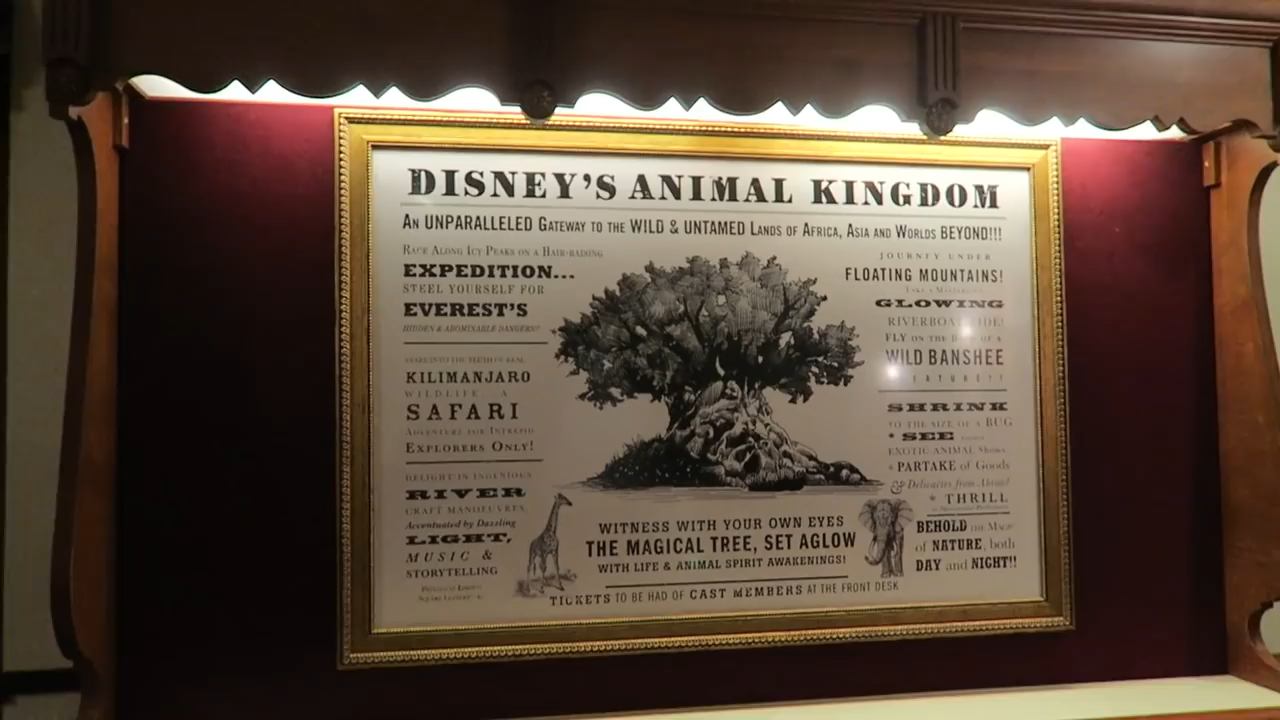 DISNEY'S ANIMAL KINGDOM
AN UNPARALLELED GATEWAY TO THE WILD & UNTAMED LANDS OF AFRICA, ASIA AND WORLDS BEYOND!!!
RACE ALONG ICY PEAKS ON A HAIR-RAISING
EXPEDITION...
STEEL YOURSELF FOR
EVEREST'S
HIDDEN & ABOMINABLE DANGERS!!
KILIMANJARO
WILDLIFE... A
SAFARI
ADVENTURE FOR INTREPID
EXPLORERS ONLY!
DELIGHT IN INGENIOUS
RIVER
CRAFT MANOEUVRES,
Accentuated by Dazzling
LIGHT,
MUSIC &
STORYTELLING
JOURNEY UNDER
FLOATING MOUNTAINS!
GLOWING
RIVERBOAT RIDE!
FLY ON THE BACK OF A
WILD BANSHEE
CREATURE!!
SHRINK
TO THE SIZE OF A BUG
* SEE
EXOTIC ANIMAL Shows
* PARTAKE of Goods
& Delicacies from Abroad
* THRILL
BEHOLD THE MAGIC
of NATURE, both
DAY and NIGHT!!
WITNESS WITH YOUR OWN EYES
THE MAGICAL TREE, SET AGLOW
WITH LIFE & ANIMAL SPIRIT AWAKENINGS!
TICKETS TO BE HAD OF CAST MEMBERS AT THE FRONT DESK